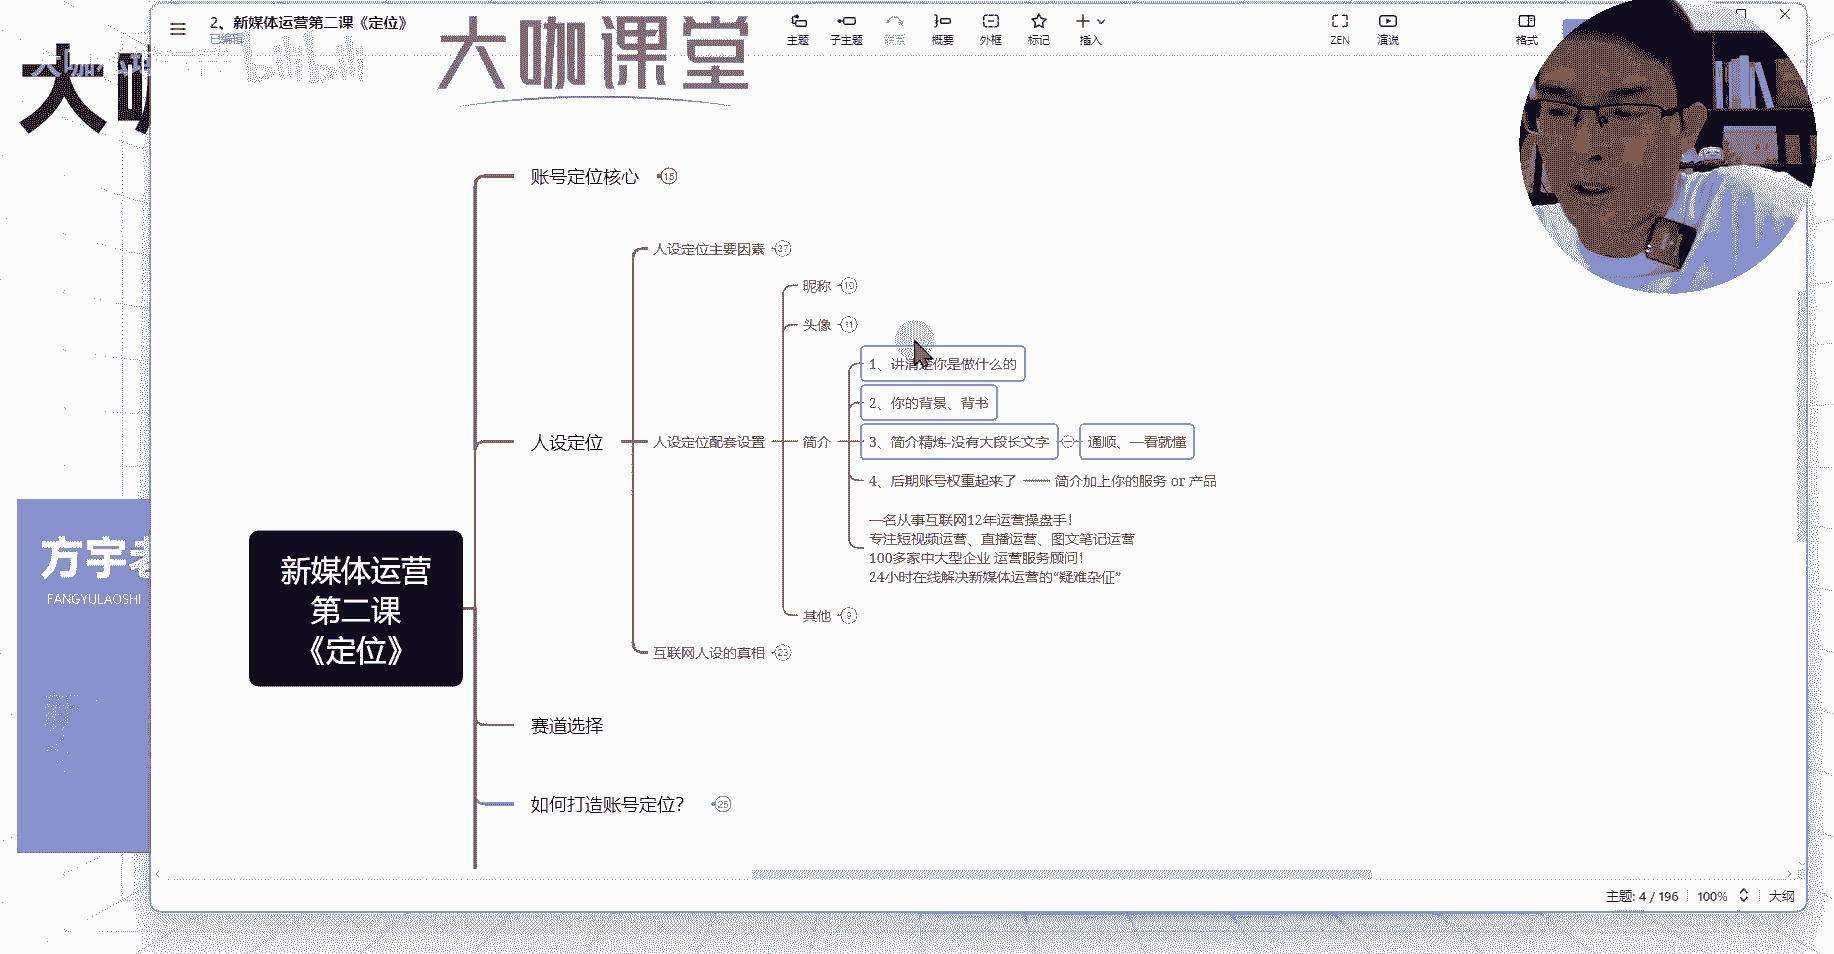 2、新媒体运营第二课《定位》
已编辑
主题
子主题
联系
概要
外框
标记
插入
ZEN
演说
格式
bilibili
大咖课堂
大咖
账号定位核心 15
人设定位主要因素 37
昵称 19
头像 11
1、讲清楚你是做什么的
2、你的背景、背书
人设定位
人设定位配套设置
简介
3、简介精炼-没有大段长文字
通顺、一看就懂
4、后期账号权重起来了
简介加上你的服务 or 产品
一名从事互联网12年运营操盘手!
专注短视频运营、直播运营、图文笔记运营
100多家中大型企业 运营服务顾问!
24小时在线解决新媒体运营的“疑难杂征”
其他 9
互联网人设的真相 23
新媒体运营
第二课
《定位》
方宇老
FANGYULAOSHI
赛道选择
如何打造账号定位? 25
主题: 4 / 196
100%
大纲